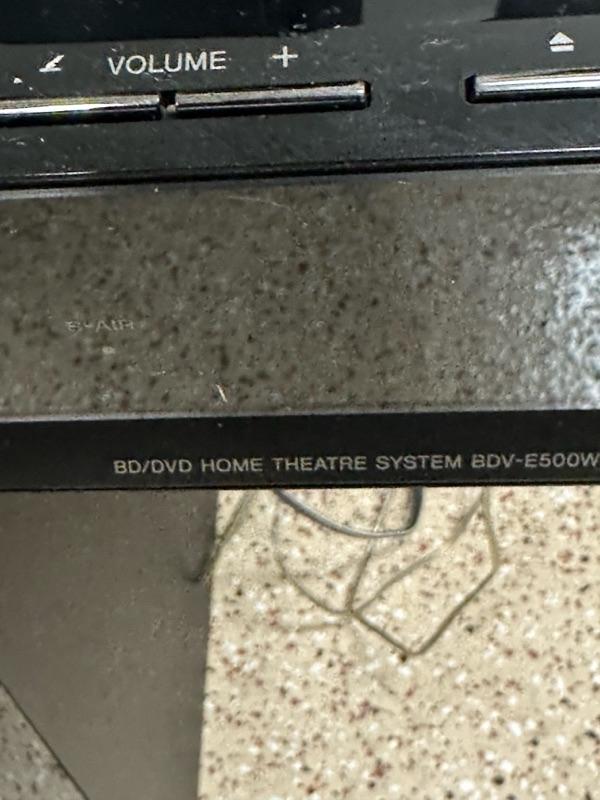 VOLUME +
S-AIR
BD/DVD HOME THEATRE SYSTEM BDV-E500W